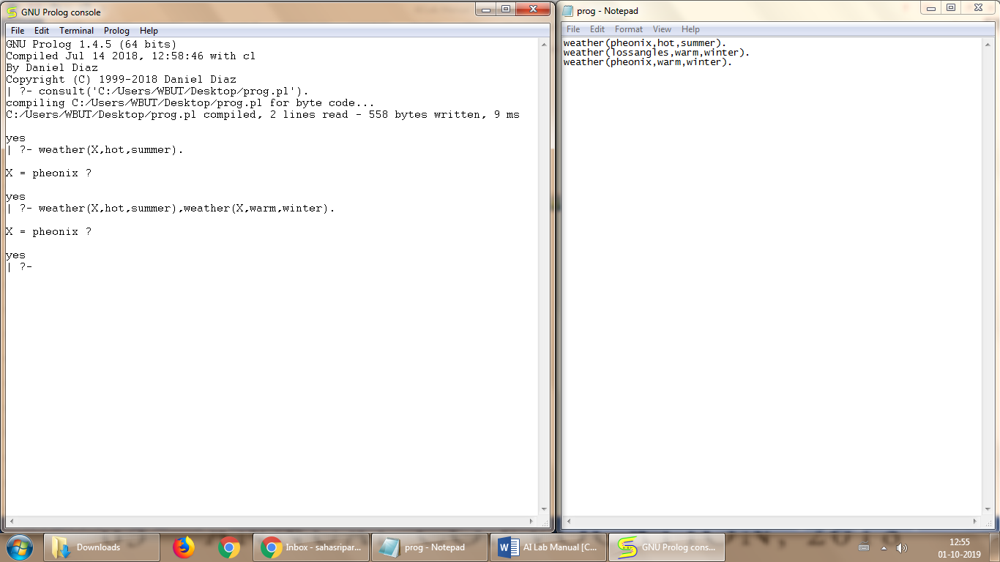 GNU Prolog console
File Edit Terminal Prolog Help
GNU Prolog 1.4.5 (64 bits)
Compiled Jul 14 2018, 12:58:46 with cl
By Daniel Diaz
Copyright (C) 1999-2018 Daniel Diaz
| ?- consult('C:/Users/WBUT/Desktop/prog.pl').
compiling C:/Users/WBUT/Desktop/prog.pl for byte code...
C:/Users/WBUT/Desktop/prog.pl compiled, 2 lines read - 558 bytes written, 9 ms
yes
| ?- weather(X,hot,summer).
X = pheonix ?
yes
| ?- weather(X,hot,summer),weather(X,warm,winter).
X = pheonix ?
yes
| ?-
prog - Notepad
File Edit Format View Help
weather(pheonix,hot,summer).
weather(lossangles,warm,winter).
weather(pheonix,warm,winter).
Downloads
Inbox - sahasripar...
prog - Notepad
AI Lab Manual [C...
GNU Prolog cons...
12:55
01-10-2019